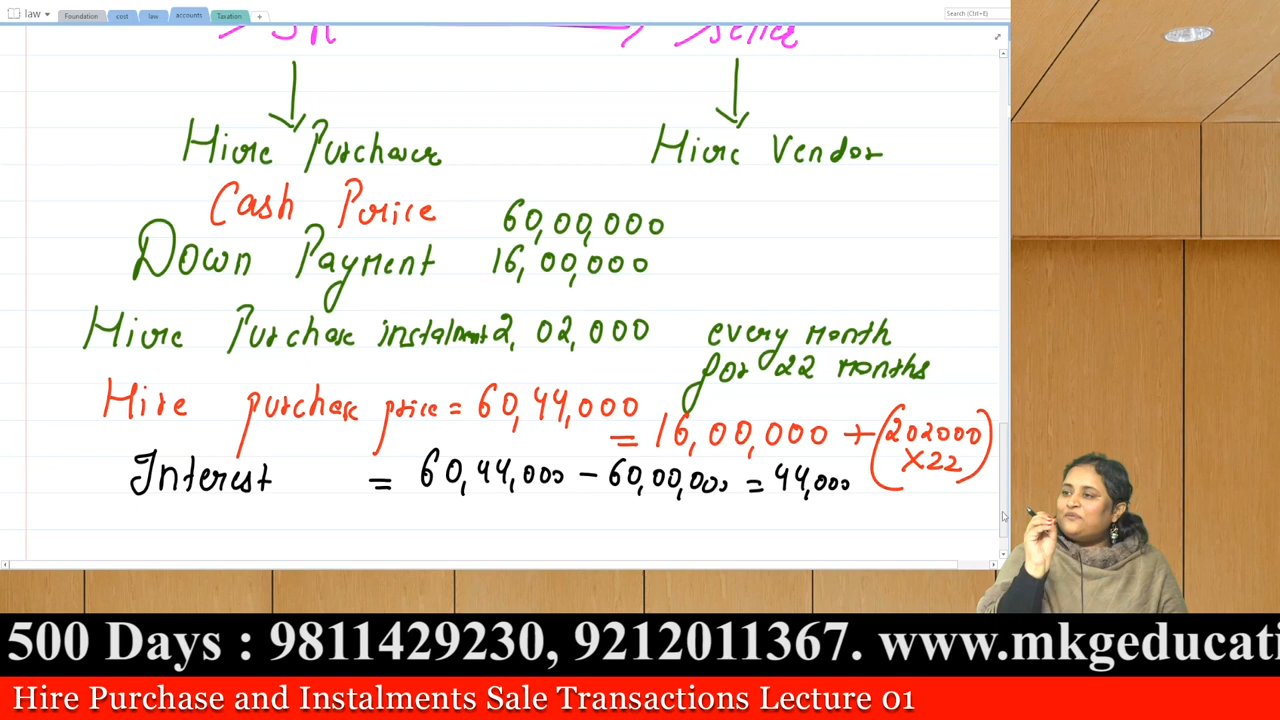 law Foundation cost law accounts Taxation + Search (Ctrl+E)
Hire Purchaser Hire Vendor
Cash Price 60,00,000
Down Payment 16,00,000
Hire Purchase instalment 2,02,000 every month
for 22 months
Hire purchase price = 60,44,000
= 16,00,000 + (202000
X22)
Interest = 60,44,000 - 60,00,000 = 44,000
500 Days : 9811429230, 9212011367. www.mkgeducati
Hire Purchase and Instalments Sale Transactions Lecture 01